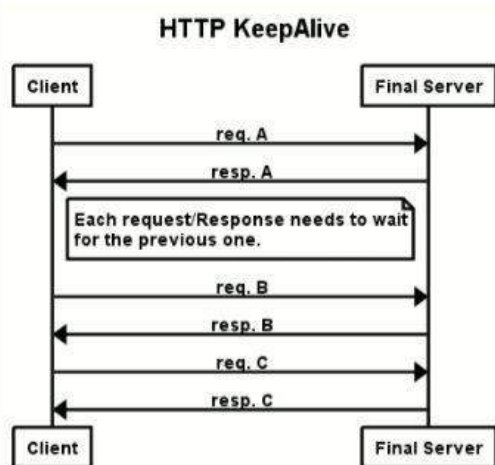 HTTP KeepAlive
Client
Final Server
req. A
resp. A
Each request/Response needs to wait
for the previous one.
req. B
resp. B
req. C
resp. C
Client
Final Server